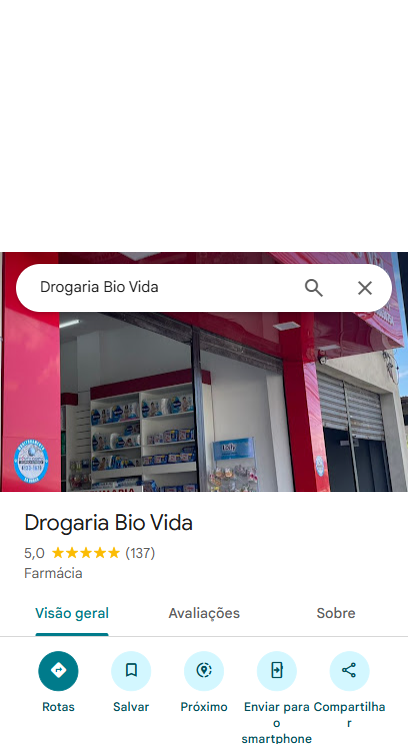 Drogaria Bio Vida
Drogaria Bio Vida
5,0 (137)
Farmácia
Visão geral
Avaliações
Sobre
Rotas
Salvar
Próximo
Enviar para o smartphone
Compartilhar